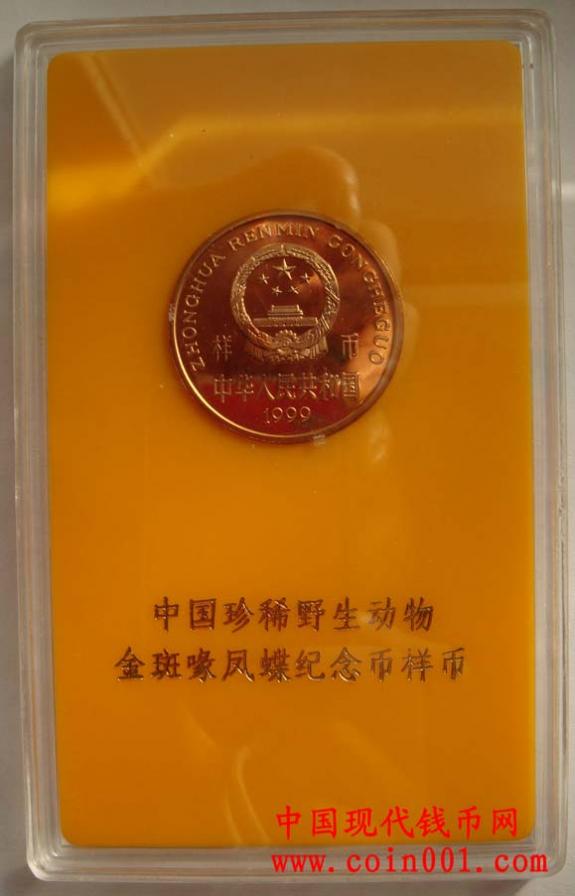 ZHONGHUA RENMIN GONGHEGUO
样 币
中华人民共和国
1999
中国珍稀野生动物
金斑喙凤蝶纪念币样币
中国现代钱币网
www.coin001.com